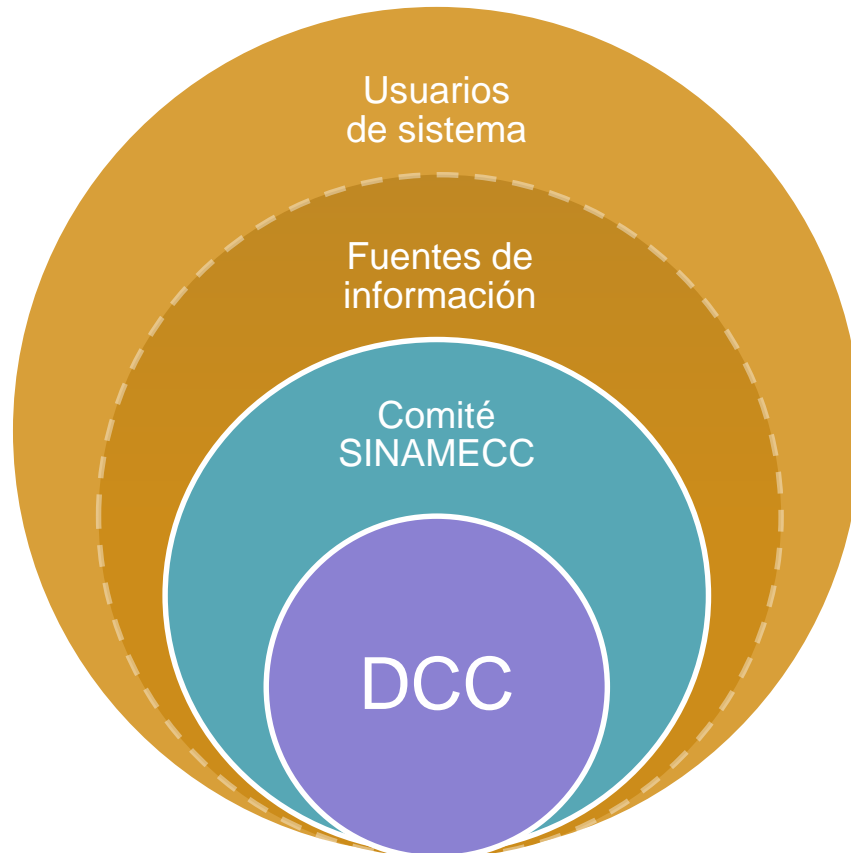 Usuarios
de sistema
Fuentes de
información
Comité
SINAMECC
DCC